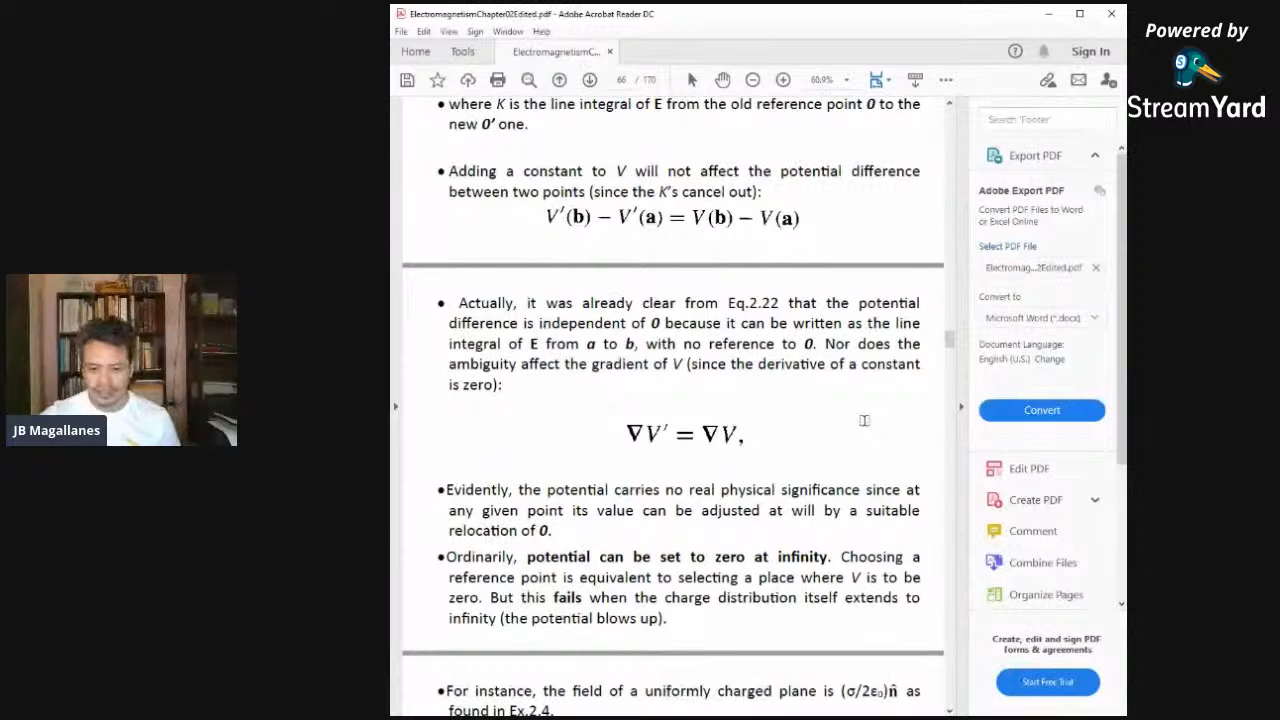 ElectromagnetismChapter02Edited.pdf - Adobe Acrobat Reader DC
File Edit View Sign Window Help
Home Tools ElectromagnetismC... × Sign In
66 / 170 60.9%
• where K is the line integral of E from the old reference point 0 to the
new 0' one.
• Adding a constant to V will not affect the potential difference
between two points (since the K's cancel out):
V′(b) − V′(a) = V(b) − V(a)
• Actually, it was already clear from Eq.2.22 that the potential
difference is independent of 0 because it can be written as the line
integral of E from a to b, with no reference to 0. Nor does the
ambiguity affect the gradient of V (since the derivative of a constant
is zero):
∇V′ = ∇V,
•Evidently, the potential carries no real physical significance since at
any given point its value can be adjusted at will by a suitable
relocation of 0.
•Ordinarily, potential can be set to zero at infinity. Choosing a
reference point is equivalent to selecting a place where V is to be
zero. But this fails when the charge distribution itself extends to
infinity (the potential blows up).
•For instance, the field of a uniformly charged plane is (σ/2ε₀)n̂ as
found in Ex.2.4.
Search 'Footer'
Export PDF
Adobe Export PDF
Convert PDF Files to Word
or Excel Online
Select PDF File
Electromag...2Edited.pdf ×
Convert to
Microsoft Word (*.docx)
Document Language:
English (U.S.) Change
Convert
Edit PDF
Create PDF
Comment
Combine Files
Organize Pages
Create, edit and sign PDF
forms & agreements
Start Free Trial
JB Magallanes
Powered by
StreamYard